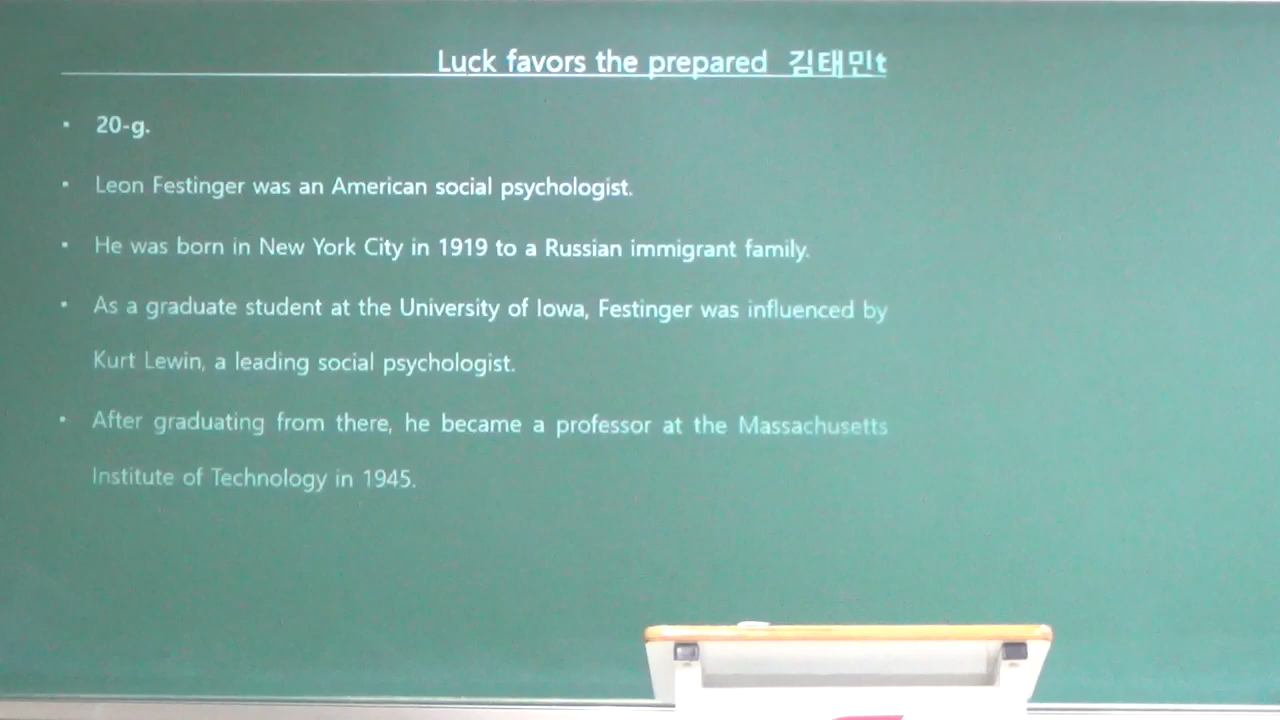 Luck favors the prepared 김태민t
• 20-g.
• Leon Festinger was an American social psychologist.
• He was born in New York City in 1919 to a Russian immigrant family.
• As a graduate student at the University of Iowa, Festinger was influenced by
Kurt Lewin, a leading social psychologist.
• After graduating from there, he became a professor at the Massachusetts
Institute of Technology in 1945.